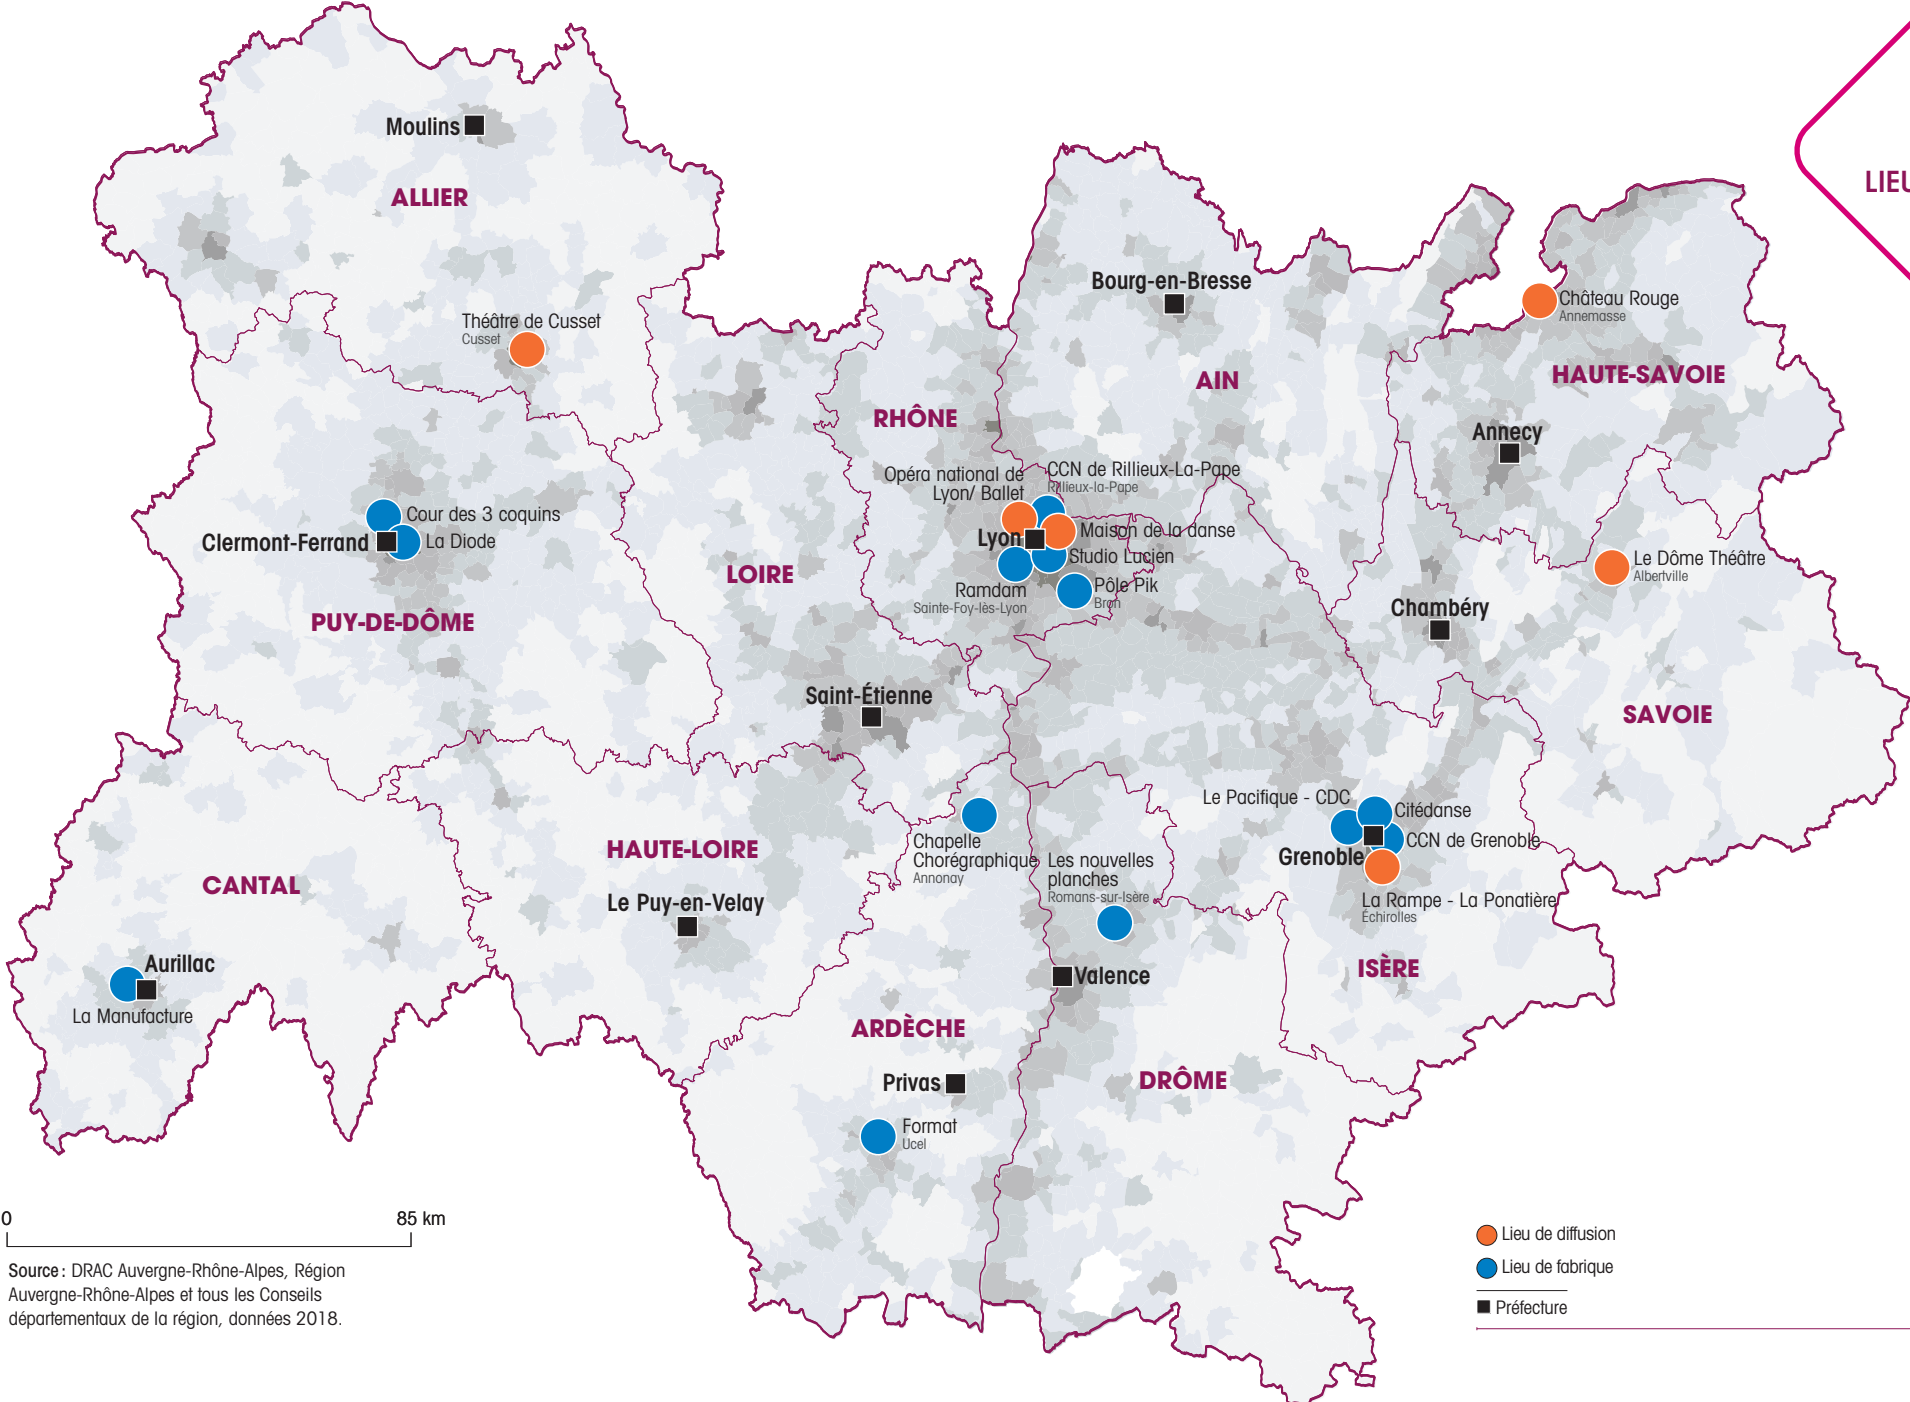 LIEU
Moulins
ALLIER
Théâtre de Cusset
Cusset
Bourg-en-Bresse
AIN
Château Rouge
Annemasse
HAUTE-SAVOIE
Annecy
RHÔNE
Opéra national de
Lyon/ Ballet
CCN de Rillieux-La-Pape
Rillieux-la-Pape
Maison de la danse
Lyon
Studio Lucien
Ramdam
Sainte-Foy-lès-Lyon
Pôle Pik
Bron
Cour des 3 coquins
Clermont-Ferrand
La Diode
PUY-DE-DÔME
LOIRE
Le Dôme Théâtre
Albertville
Chambéry
SAVOIE
Saint-Étienne
Le Pacifique - CDC
Citédanse
CCN de Grenoble
Grenoble
La Rampe - La Ponatière
Échirolles
ISÈRE
Chapelle
Chorégraphique
Annonay
Les nouvelles
planches
Romans-sur-Isère
HAUTE-LOIRE
Le Puy-en-Velay
CANTAL
Aurillac
La Manufacture
Valence
ARDÈCHE
Privas
DRÔME
Format
Ucel
0
85 km
Source : DRAC Auvergne-Rhône-Alpes, Région
Auvergne-Rhône-Alpes et tous les Conseils
départementaux de la région, données 2018.
Lieu de diffusion
Lieu de fabrique
Préfecture